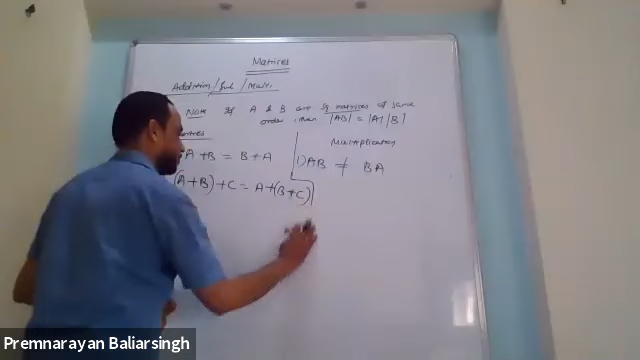 Matrices
Addition/Sub/Multi
Note If A & B are Sq matrices of same
order then |AB| = |A||B|
Multiplication
A+B = B+A
1) AB ≠ BA
(A+B)+C = A+(B+C)
Premnarayan Baliarsingh